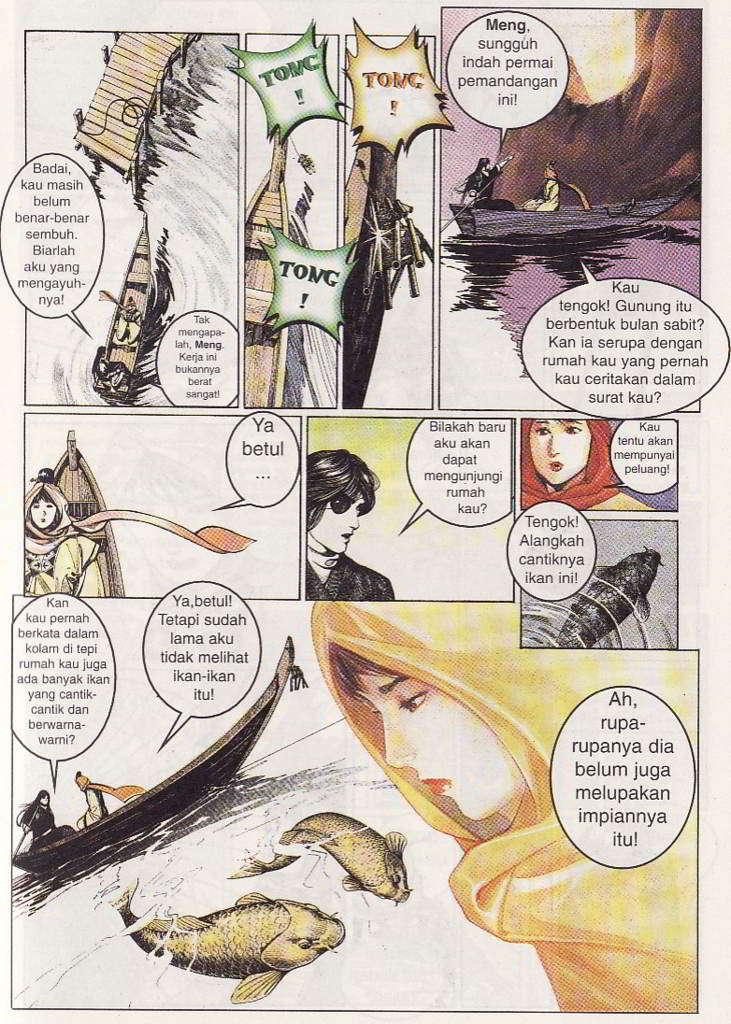 Badai,
kau masih
belum
benar-benar
sembuh.
Biarlah
aku yang
mengayuh-
nya!
Tak
mengapa-
lah, Meng.
Kerja ini
bukannya
berat
sangat!
TONG
!
TONG
!
TONG
!
Meng,
sungguh
indah permai
pemandangan
ini!
Kau
tengok! Gunung itu
berbentuk bulan sabit?
Kan ia serupa dengan
rumah kau yang pernah
kau ceritakan dalam
surat kau?
Ya
betul
...
Bilakah baru
aku akan
dapat
mengunjungi
rumah
kau?
Kau
tentu akan
mempunyai
peluang!
Tengok!
Alangkah
cantiknya
ikan ini!
Kan
kau pernah
berkata dalam
kolam di tepi
rumah kau juga
ada banyak ikan
yang cantik-
cantik dan
berwarna-
warni?
Ya,betul!
Tetapi sudah
lama aku
tidak melihat
ikan-ikan
itu!
Ah,
rupa-
rupanya dia
belum juga
melupakan
impiannya
itu!